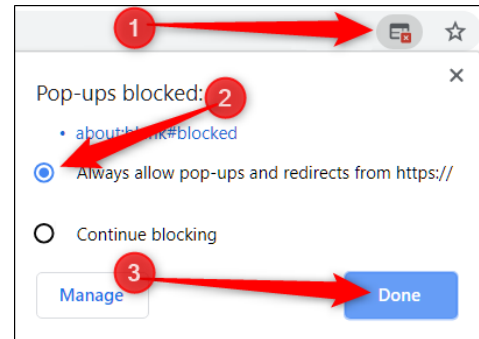 1
Pop-ups blocked:
2
• about:blank#blocked
Always allow pop-ups and redirects from https://
Continue blocking
3
Manage
Done